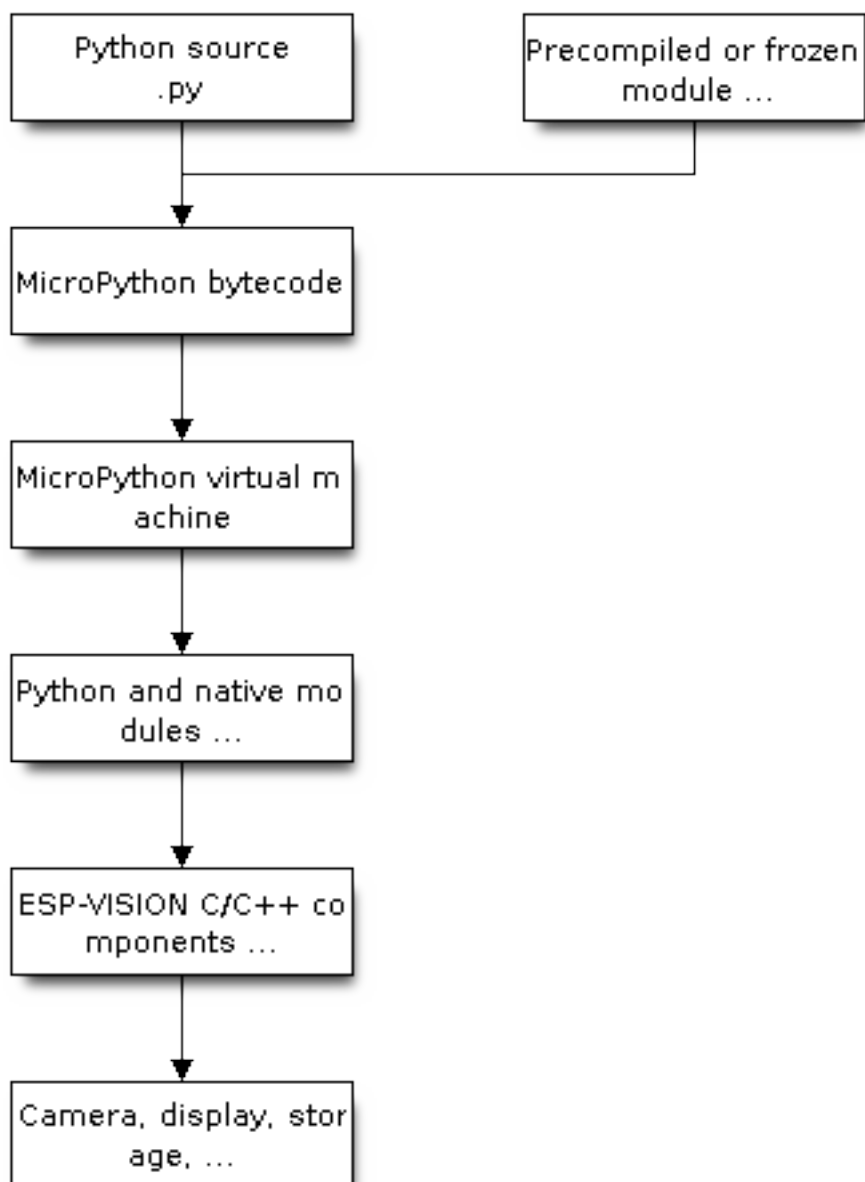 Python source
.py
Precompiled or frozen
module ...
MicroPython bytecode
MicroPython virtual m
achine
Python and native mo
dules ...
ESP-VISION C/C++ co
mponents ...
Camera, display, stor
age, ...